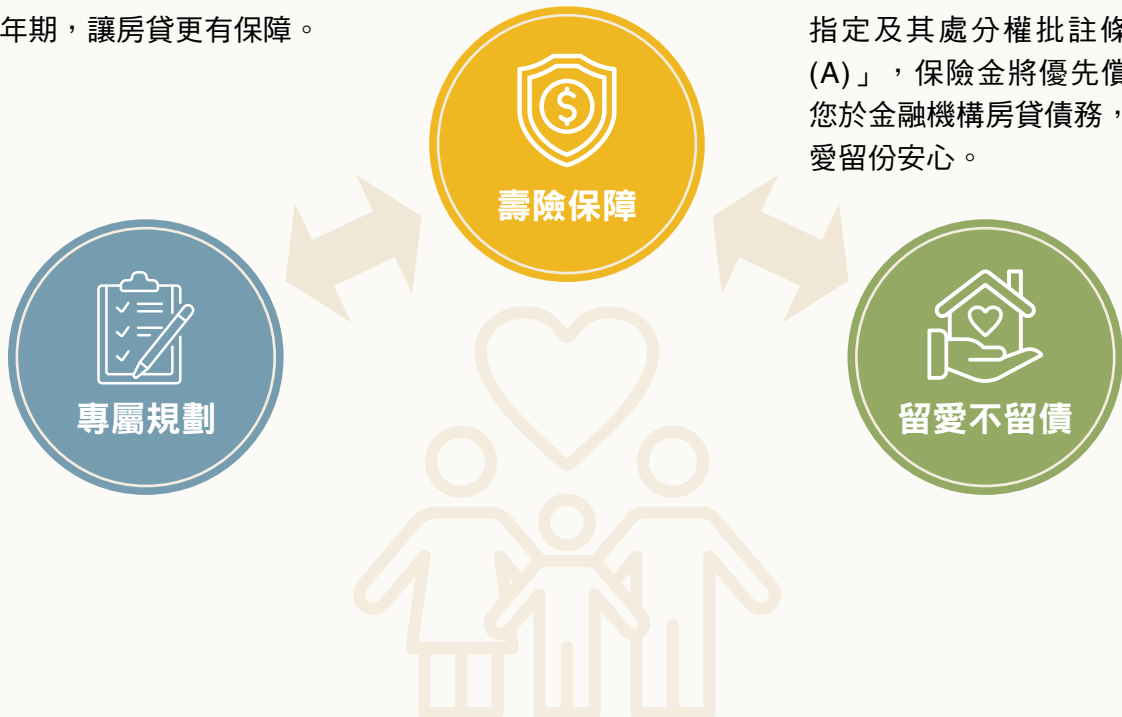 年期，讓房貸更有保障。
指定及其處分權批註條
(A)」，保險金將優先償
您於金融機構房貸債務，
愛留份安心。
壽險保障
專屬規劃
留愛不留債